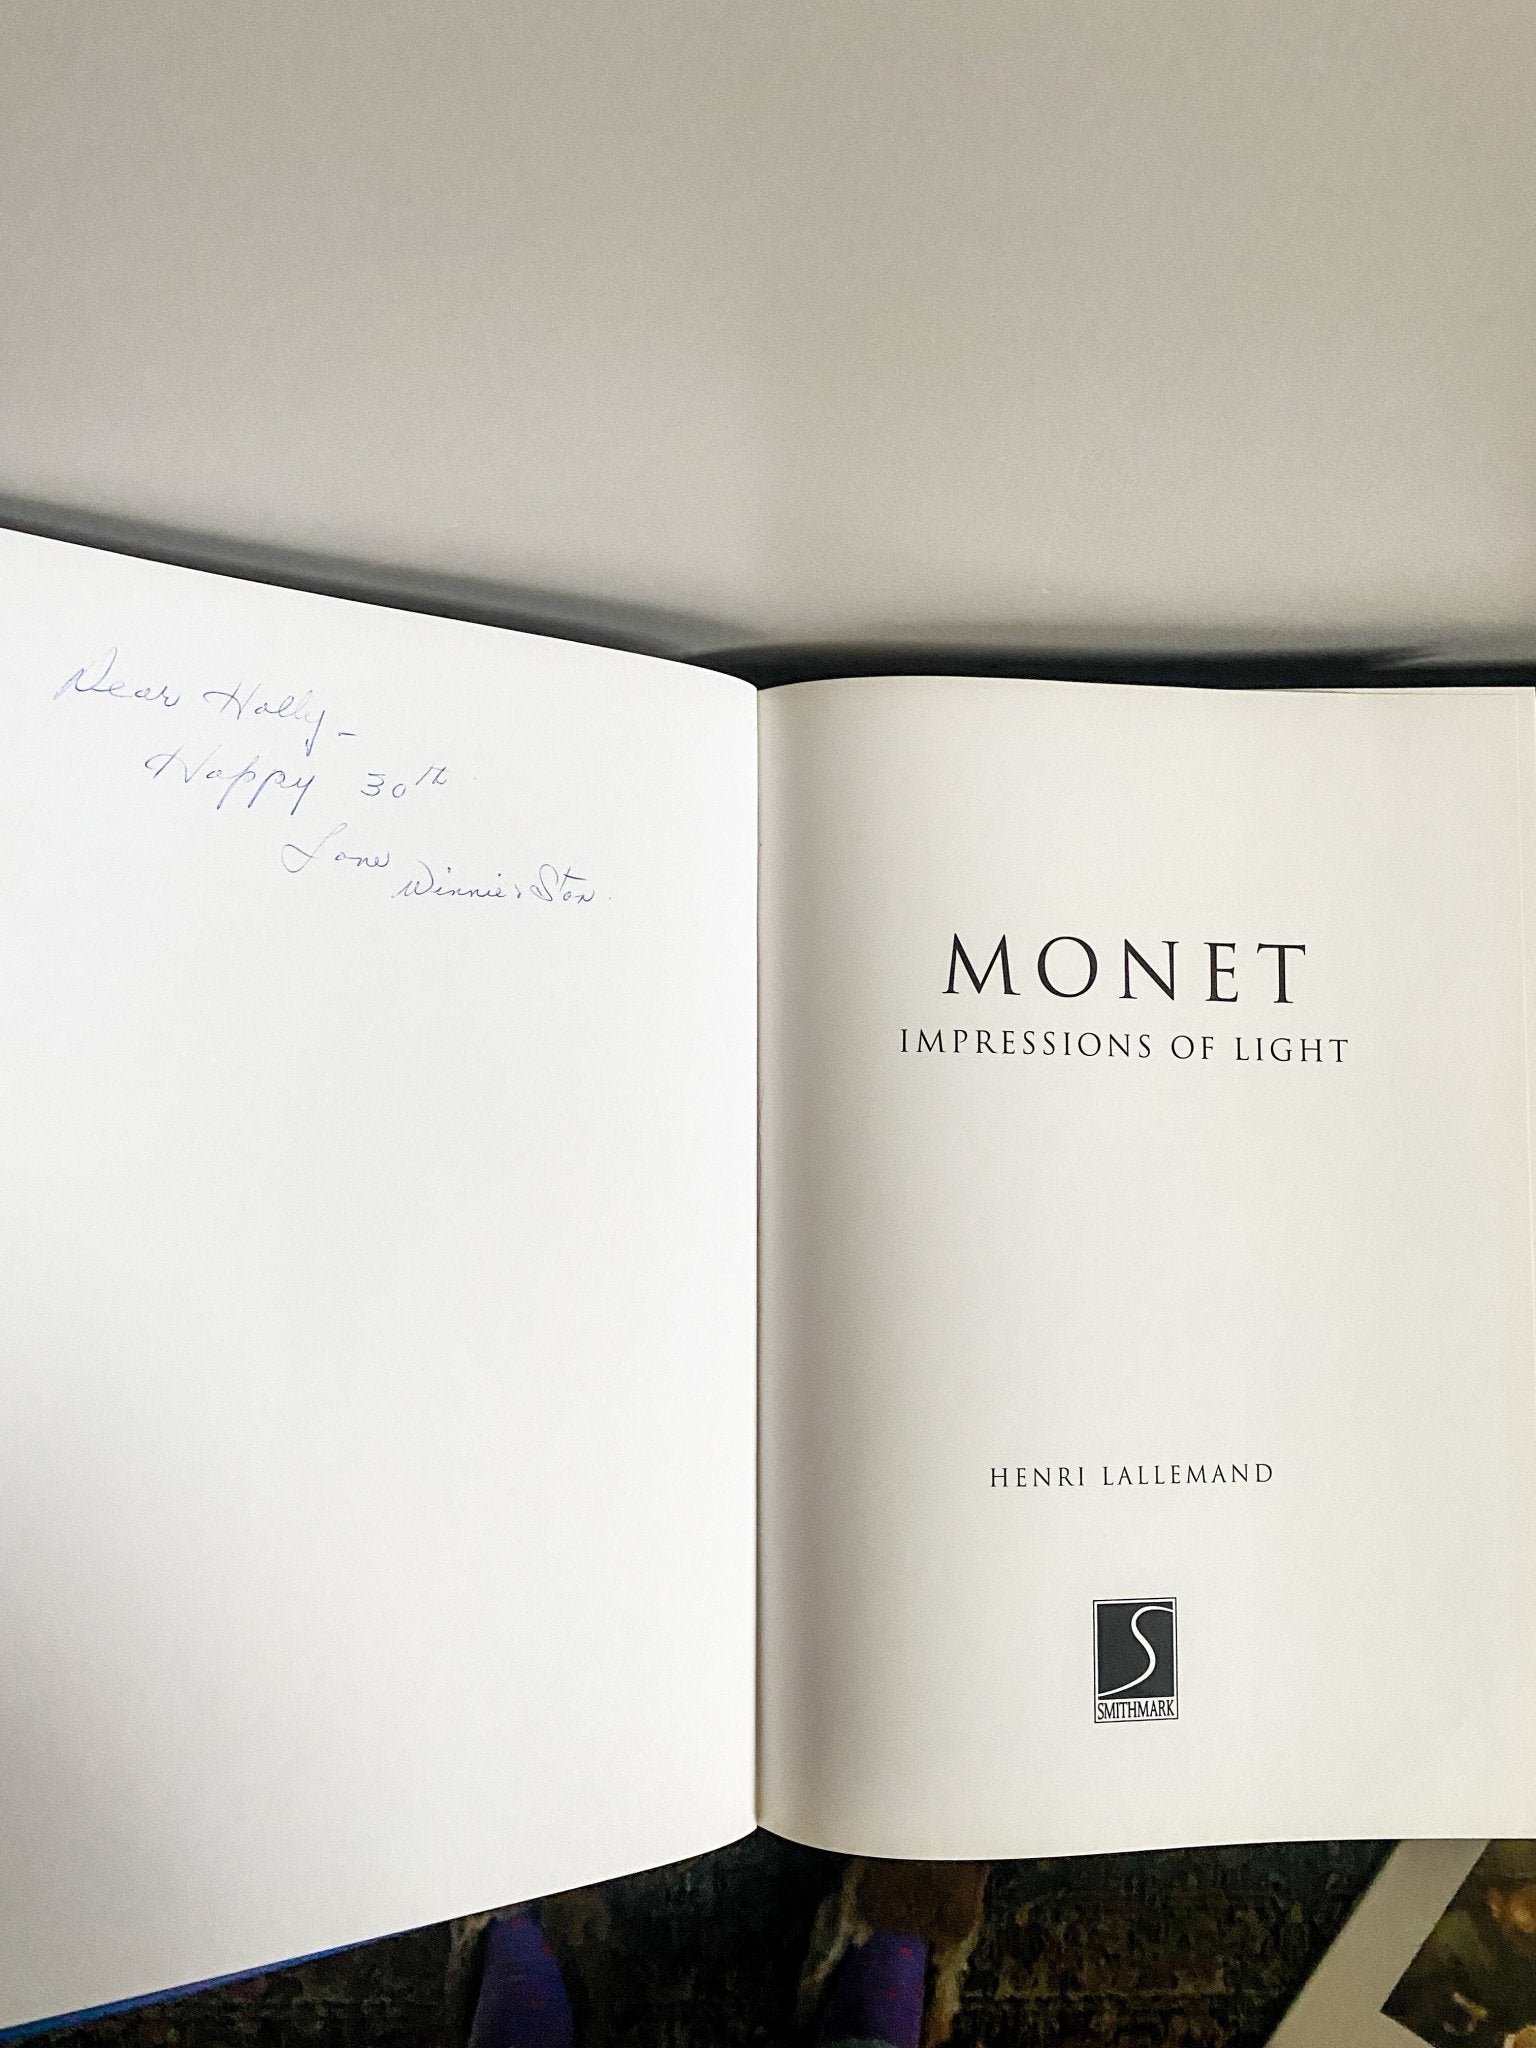 Dear Holly -
Happy 30th
Love
Winnie & Stan
MONET
IMPRESSIONS OF LIGHT
HENRI LALLEMAND
SMITHMARK